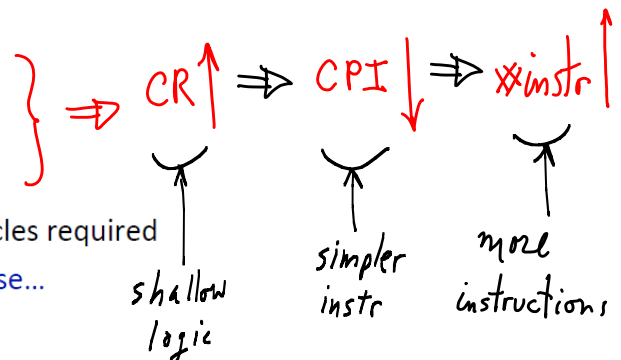 } ⇒ CR ↑ ⇒ CPI ↓ ⇒ #instr ↑
cles required
se...
shallow
logic
simpler
instr
more
instructions